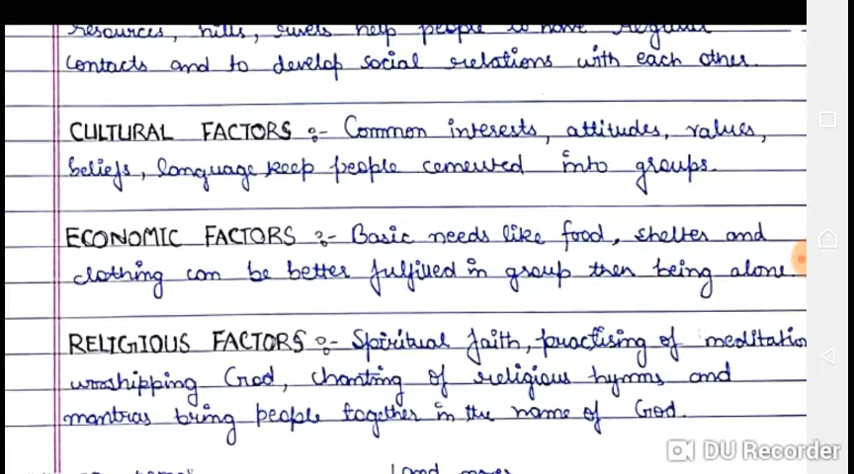 resources, hills, rivers help people to have regular
contacts and to develop social relations with each other.
CULTURAL FACTORS :- Common interests, attitudes, values,
beliefs, language keep people cemented into groups.
ECONOMIC FACTORS :- Basic needs like food, shelter and
clothing can be better fulfilled in group then being alone.
RELIGIOUS FACTORS :- Spiritual faith, practising of meditation
worshipping God, chanting of religious hymns and
mantras bring people together in the name of God.
DU Recorder